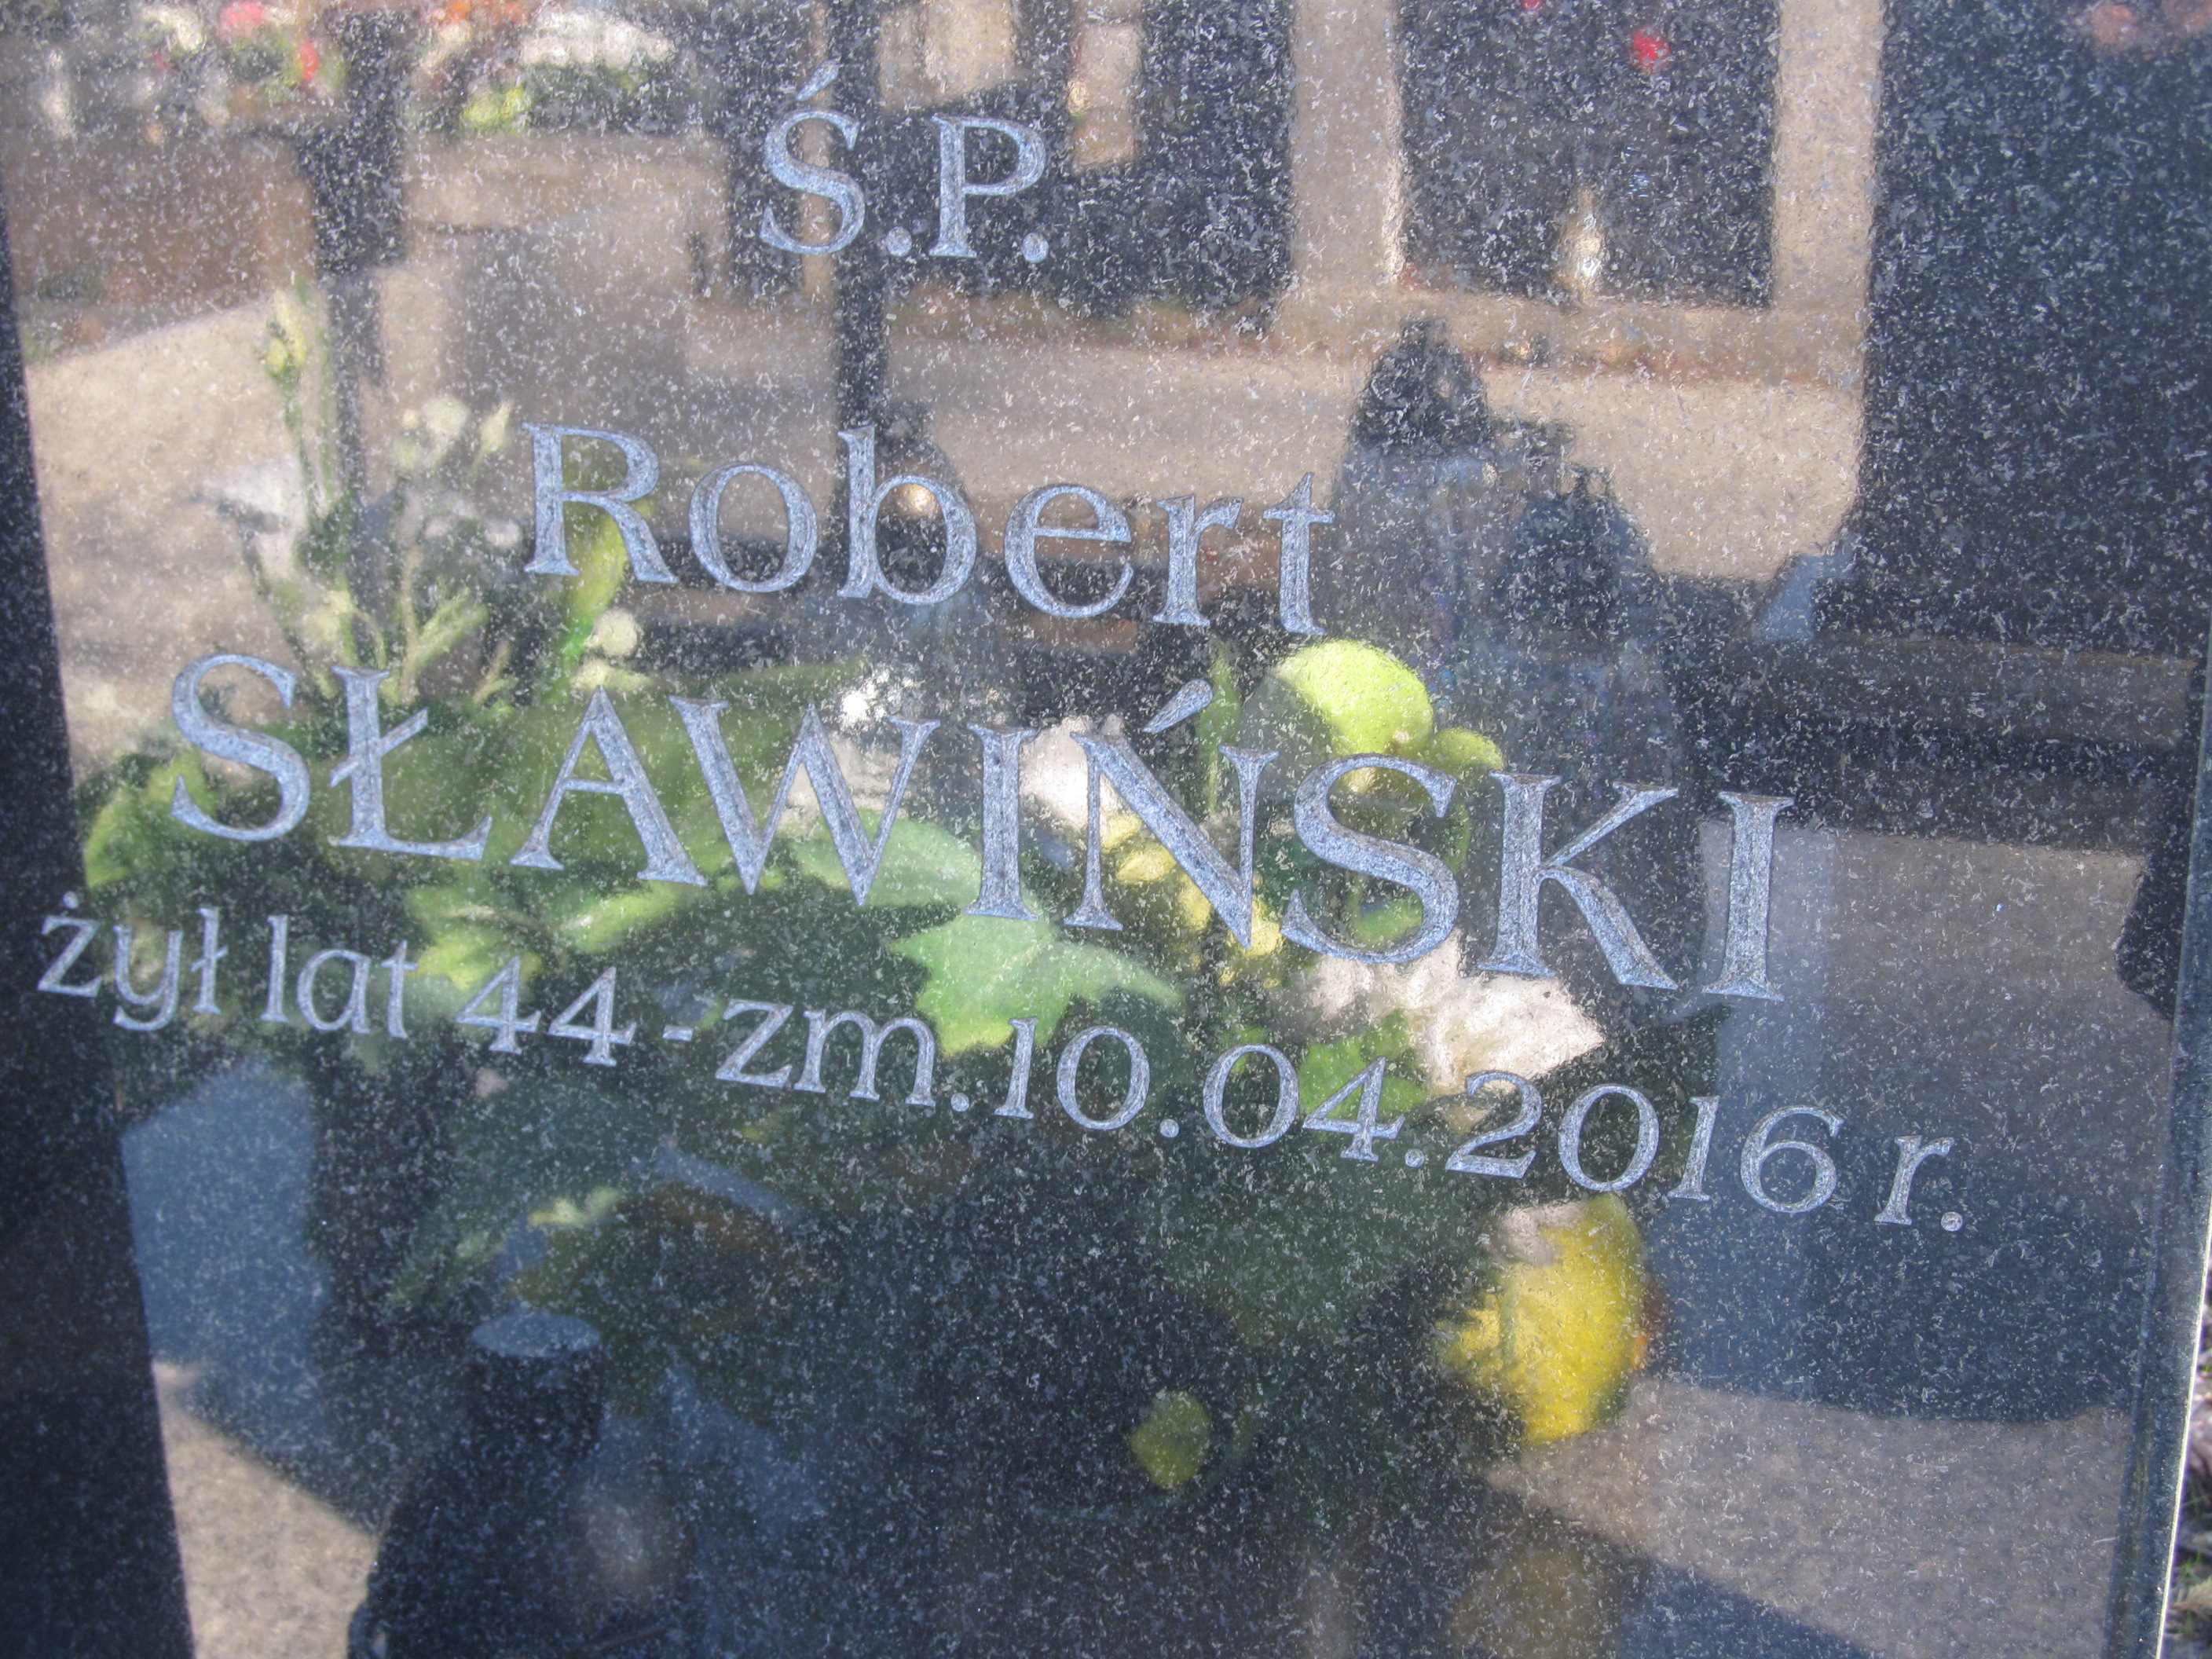 Ś.P.
Robert
SŁAWIŃSKI
żył lat 44 - zm. 10.04.2016 r.